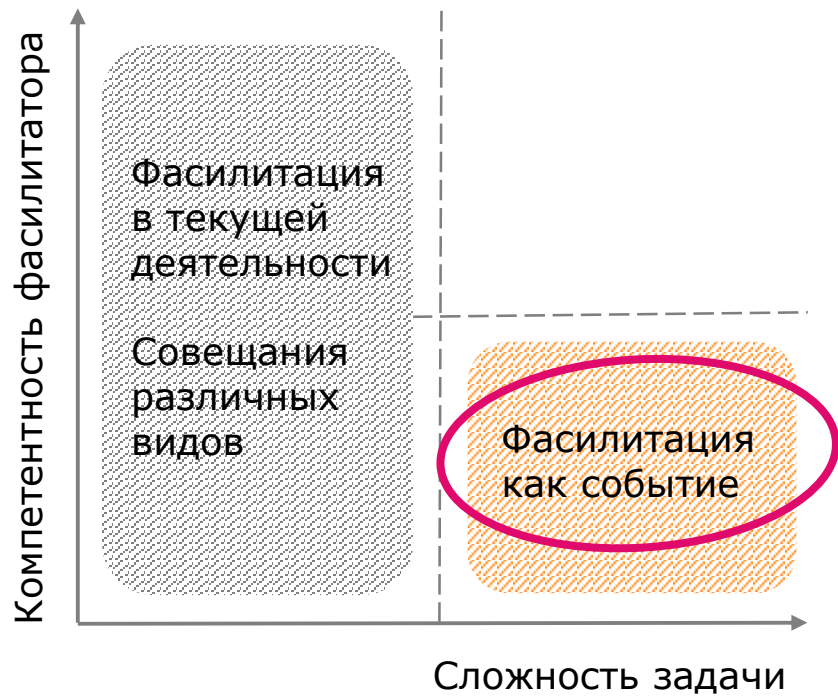 Компетентность фасилитатора
Фасилитация
в текущей
деятельности
Совещания
различных
видов
Фасилитация
как событие
Сложность задачи